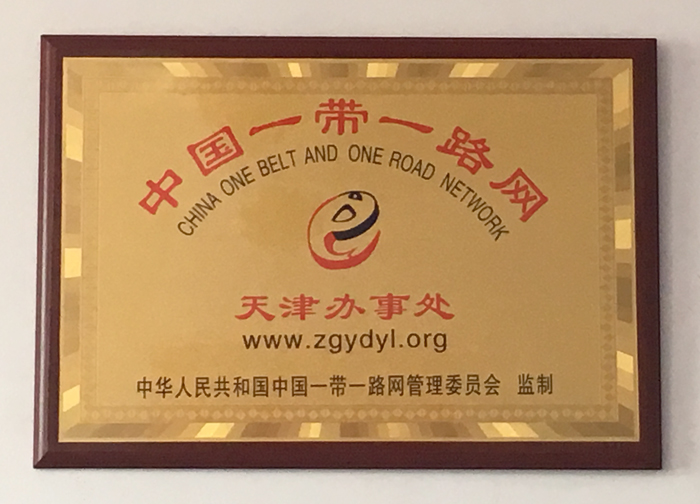 中国一带一路网
CHINA ONE BELT AND ONE ROAD NETWORK
天津办事处
www.zgydyl.org
中华人民共和国中国一带一路网管理委员会 监制